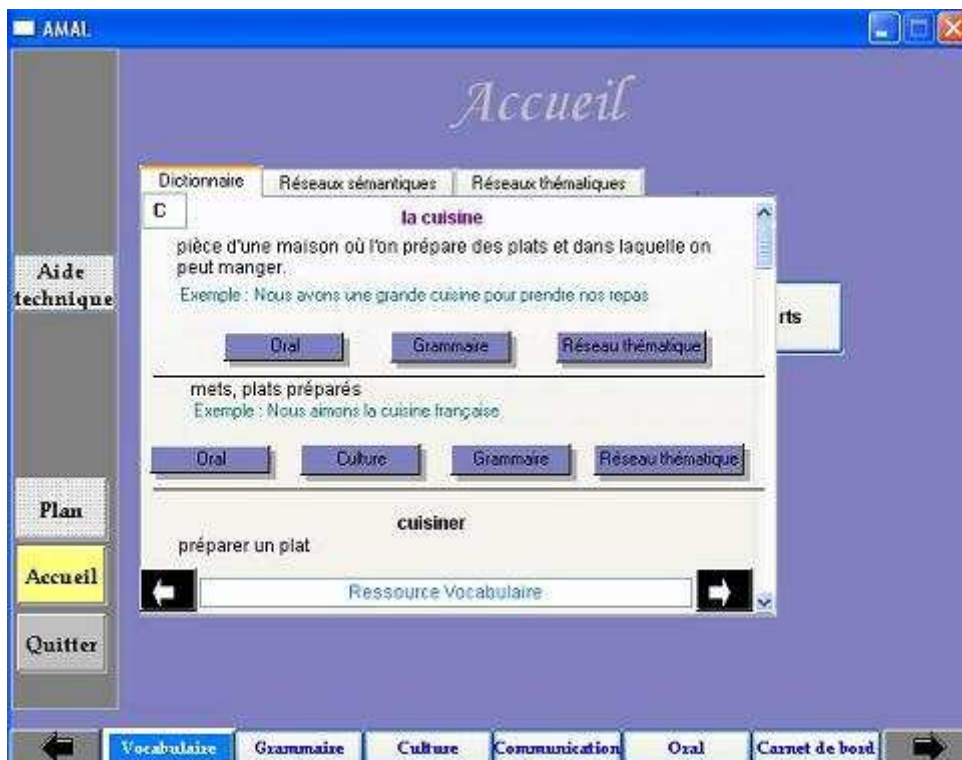 AMAL
Accueil
Dictionnaire Réseaux sémantiques Réseaux thématiques
C
la cuisine
pièce d'une maison où l'on prépare des plats et dans laquelle on
peut manger.
Exemple : Nous avons une grande cuisine pour prendre nos repas
Oral Grammaire Réseau thématique
mets, plats préparés
Exemple : Nous aimons la cuisine française
Oral Culture Grammaire Réseau thématique
cuisiner
préparer un plat
Ressource Vocabulaire
rts
Aide
technique
Plan
Accueil
Quitter
Vocabulaire Grammaire Culture Communication Oral Carnet de bord